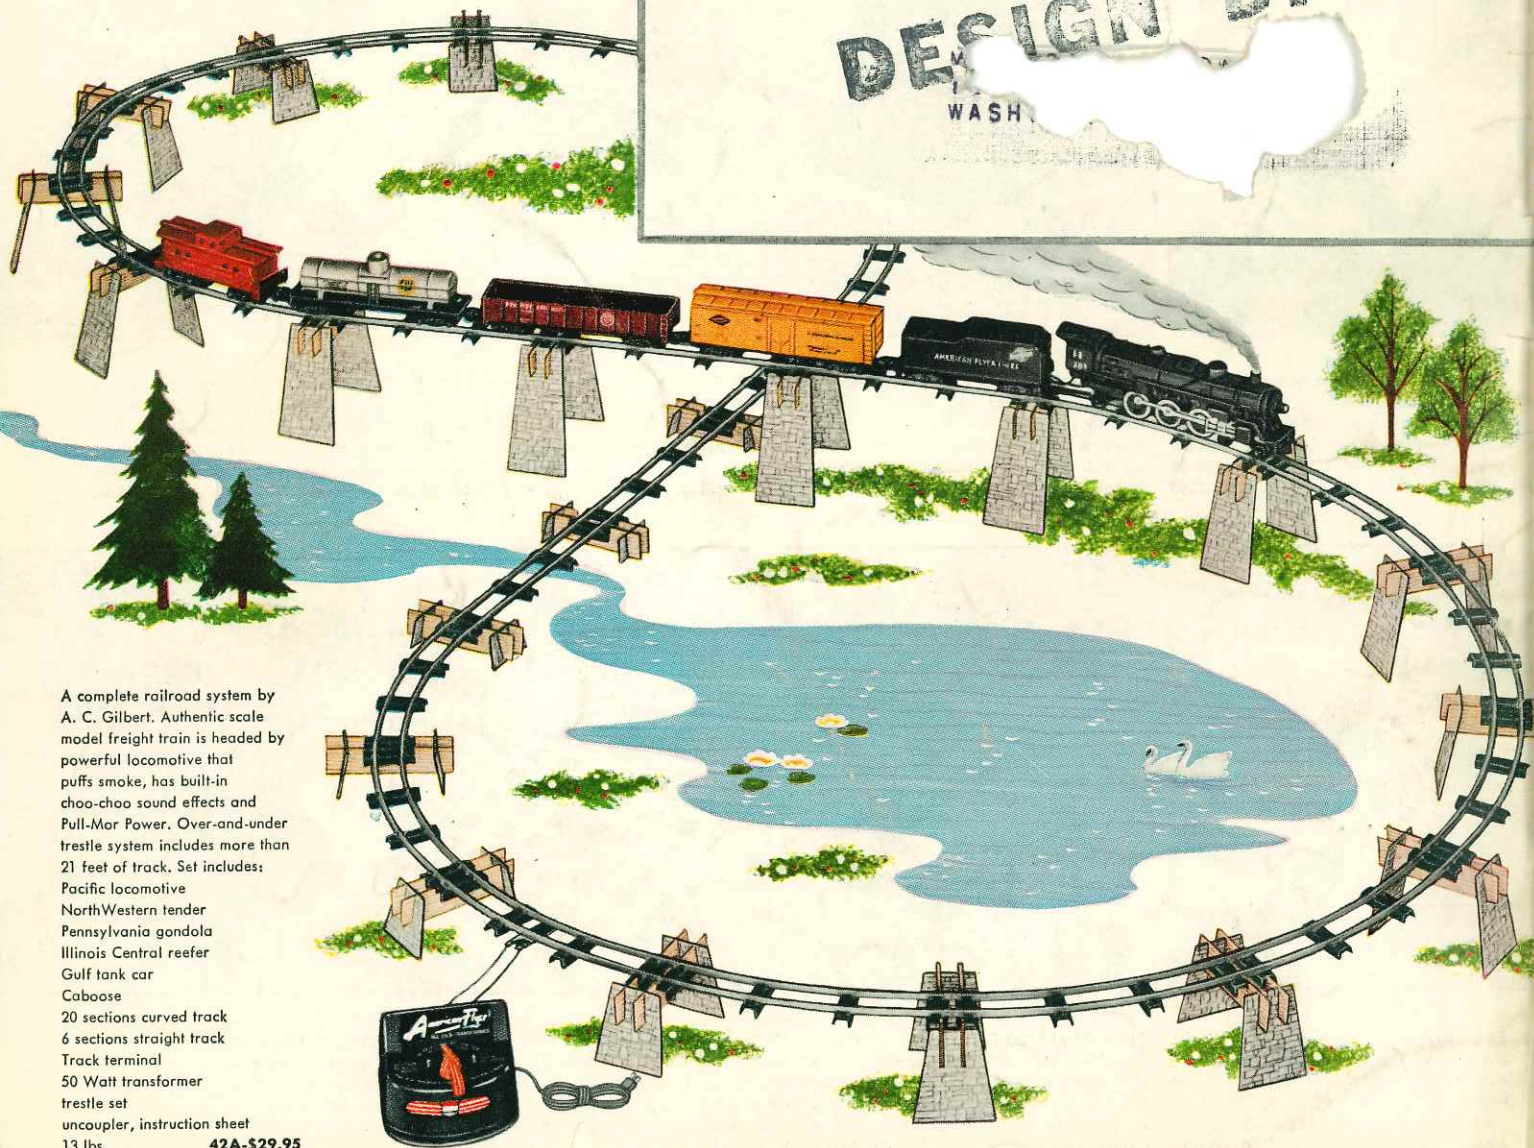 DESIGN
WASH
AMERICAN FLYER LINES
A complete railroad system by
A. C. Gilbert. Authentic scale
model freight train is headed by
powerful locomotive that
puffs smoke, has built-in
choo-choo sound effects and
Pull-Mor Power. Over-and-under
trestle system includes more than
21 feet of track. Set includes:
Pacific locomotive
NorthWestern tender
Pennsylvania gondola
Illinois Central reefer
Gulf tank car
Caboose
20 sections curved track
6 sections straight track
Track terminal
50 Watt transformer
trestle set
uncoupler, instruction sheet
13 lbs. 42A-$29.95
American Flyer